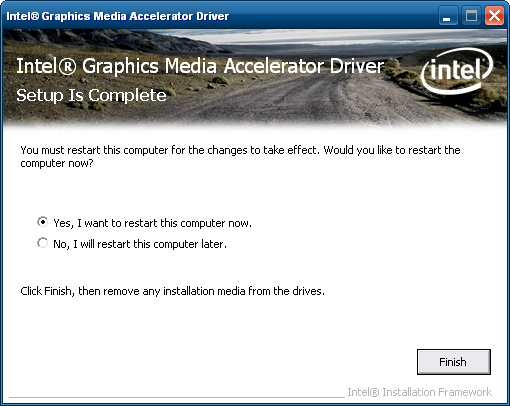 Intel® Graphics Media Accelerator Driver
Intel® Graphics Media Accelerator Driver
intel®
Setup Is Complete
You must restart this computer for the changes to take effect. Would you like to restart the
computer now?
Yes, I want to restart this computer now.
No, I will restart this computer later.
Click Finish, then remove any installation media from the drives.
Finish
Intel® Installation Framework